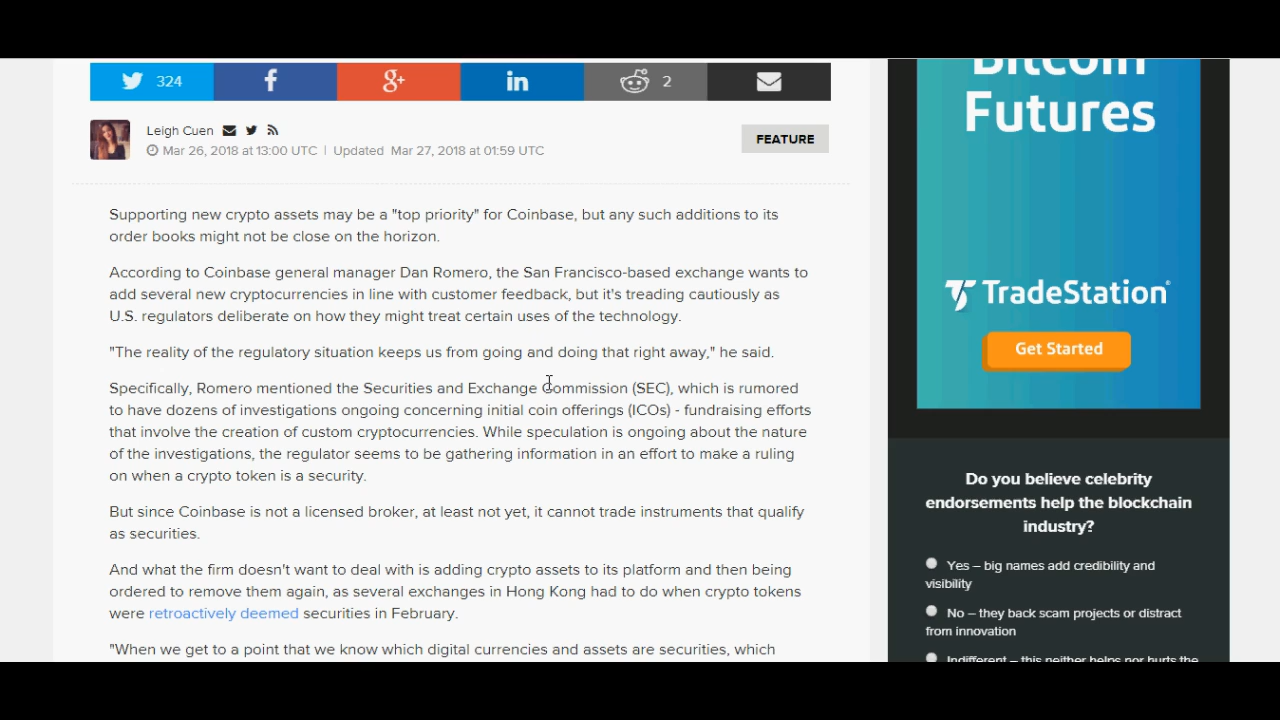 324
2
Leigh Cuen
Mar 26, 2018 at 13:00 UTC | Updated Mar 27, 2018 at 01:59 UTC
FEATURE
Supporting new crypto assets may be a "top priority" for Coinbase, but any such additions to its
order books might not be close on the horizon.
According to Coinbase general manager Dan Romero, the San Francisco-based exchange wants to
add several new cryptocurrencies in line with customer feedback, but it's treading cautiously as
U.S. regulators deliberate on how they might treat certain uses of the technology.
"The reality of the regulatory situation keeps us from going and doing that right away," he said.
Specifically, Romero mentioned the Securities and Exchange Commission (SEC), which is rumored
to have dozens of investigations ongoing concerning initial coin offerings (ICOs) - fundraising efforts
that involve the creation of custom cryptocurrencies. While speculation is ongoing about the nature
of the investigations, the regulator seems to be gathering information in an effort to make a ruling
on when a crypto token is a security.
But since Coinbase is not a licensed broker, at least not yet, it cannot trade instruments that qualify
as securities.
And what the firm doesn't want to deal with is adding crypto assets to its platform and then being
ordered to remove them again, as several exchanges in Hong Kong had to do when crypto tokens
were retroactively deemed securities in February.
"When we get to a point that we know which digital currencies and assets are securities, which
Bitcoin
Futures
TradeStation
Get Started
Do you believe celebrity
endorsements help the blockchain
industry?
Yes – big names add credibility and
visibility
No – they back scam projects or distract
from innovation
Indifferent – this neither helps nor hurts the